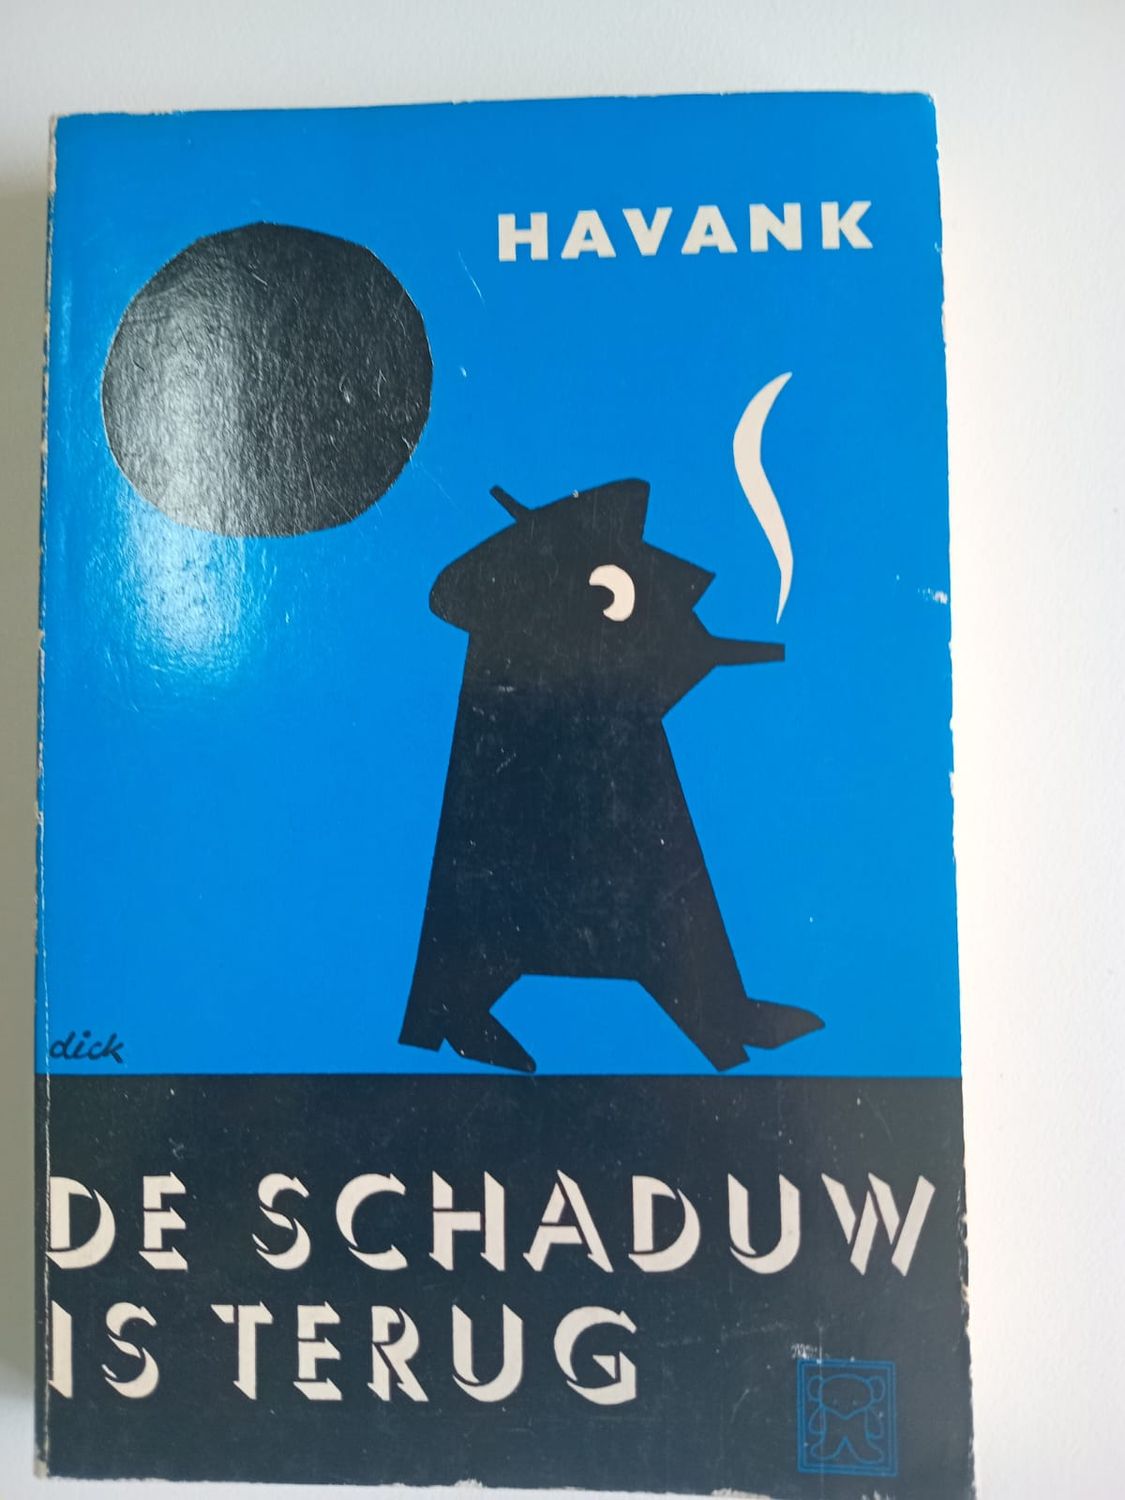 HAVANK
dick
DE SCHADUW
IS TERUG